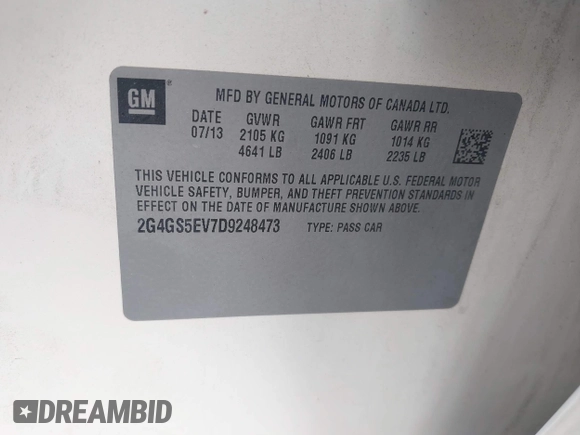 GM
MFD BY GENERAL MOTORS OF CANADA LTD.
DATE GVWR GAWR FRT GAWR RR
07/13 2105 KG 1091 KG 1014 KG
4641 LB 2406 LB 2235 LB
THIS VEHICLE CONFORMS TO ALL APPLICABLE U.S. FEDERAL MOTOR
VEHICLE SAFETY, BUMPER, AND THEFT PREVENTION STANDARDS
IN EFFECT ON THE DATE OF MANUFACTURE SHOWN ABOVE.
2G4GS5EV7D9248473 TYPE: PASS CAR
DREAMBID